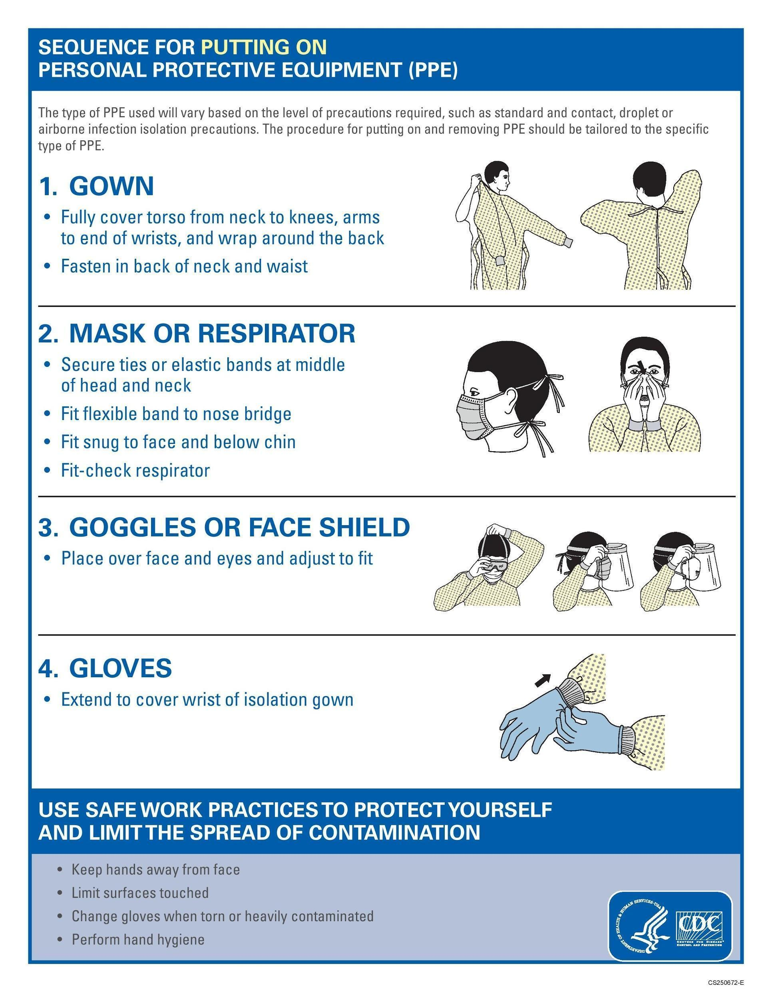 SEQUENCE FOR PUTTING ON
PERSONAL PROTECTIVE EQUIPMENT (PPE)
The type of PPE used will vary based on the level of precautions required, such as standard and contact, droplet or
airborne infection isolation precautions. The procedure for putting on and removing PPE should be tailored to the specific
type of PPE.
1. GOWN
• Fully cover torso from neck to knees, arms
to end of wrists, and wrap around the back
• Fasten in back of neck and waist
2. MASK OR RESPIRATOR
• Secure ties or elastic bands at middle
of head and neck
• Fit flexible band to nose bridge
• Fit snug to face and below chin
• Fit-check respirator
3. GOGGLES OR FACE SHIELD
• Place over face and eyes and adjust to fit
4. GLOVES
• Extend to cover wrist of isolation gown
USE SAFE WORK PRACTICES TO PROTECT YOURSELF
AND LIMIT THE SPREAD OF CONTAMINATION
• Keep hands away from face
• Limit surfaces touched
• Change gloves when torn or heavily contaminated
• Perform hand hygiene
DEPARTMENT OF HEALTH & HUMAN SERVICES·USA
CDC
CENTERS FOR DISEASE
CONTROL AND PREVENTION
CS250672-E